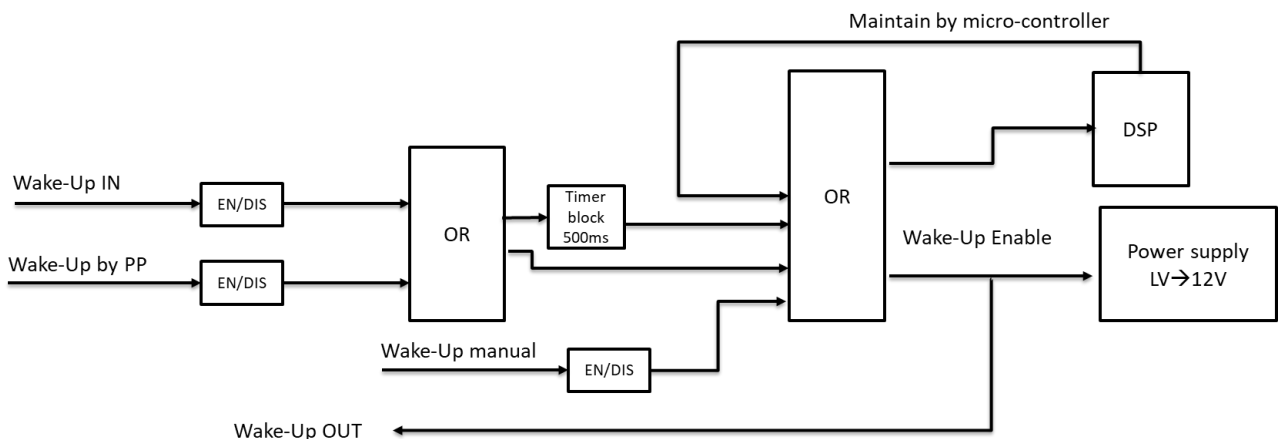 Maintain by micro-controller
DSP
Wake-Up IN
EN/DIS
Timer
block
500ms
OR
OR
Wake-Up Enable
Wake-Up by PP
EN/DIS
Power supply
LV→12V
Wake-Up manual
EN/DIS
Wake-Up OUT